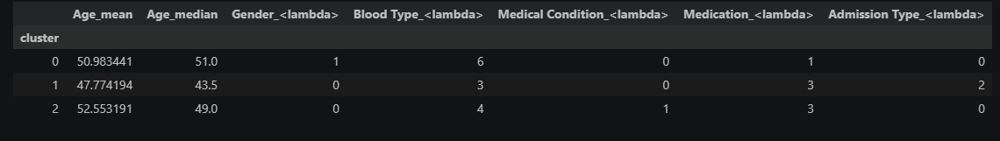 Age_mean Age_median Gender_<lambda> Blood Type_<lambda> Medical Condition_<lambda> Medication_<lambda> Admission Type_<lambda>
cluster
0 50.983441 51.0 1 6 0 1 0
1 47.774194 43.5 0 3 0 3 2
2 52.553191 49.0 0 4 1 3 0